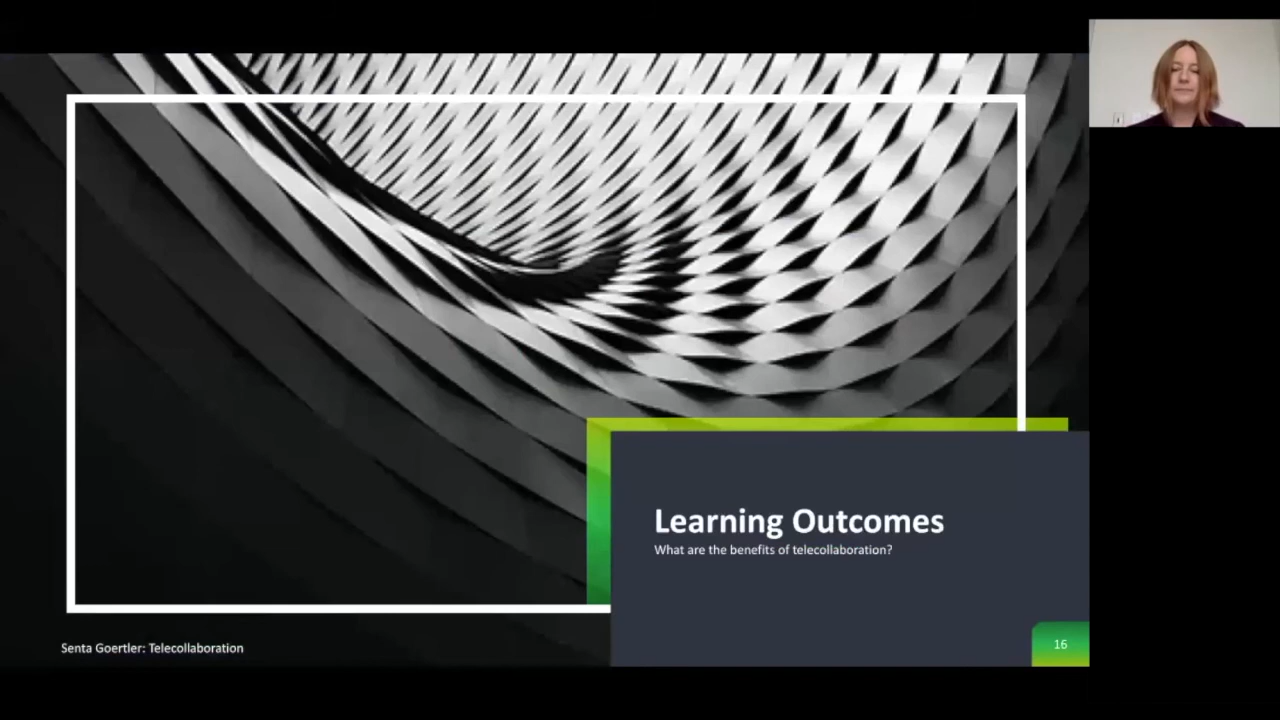 Learning Outcomes
What are the benefits of telecollaboration?
Senta Goertler: Telecollaboration
16